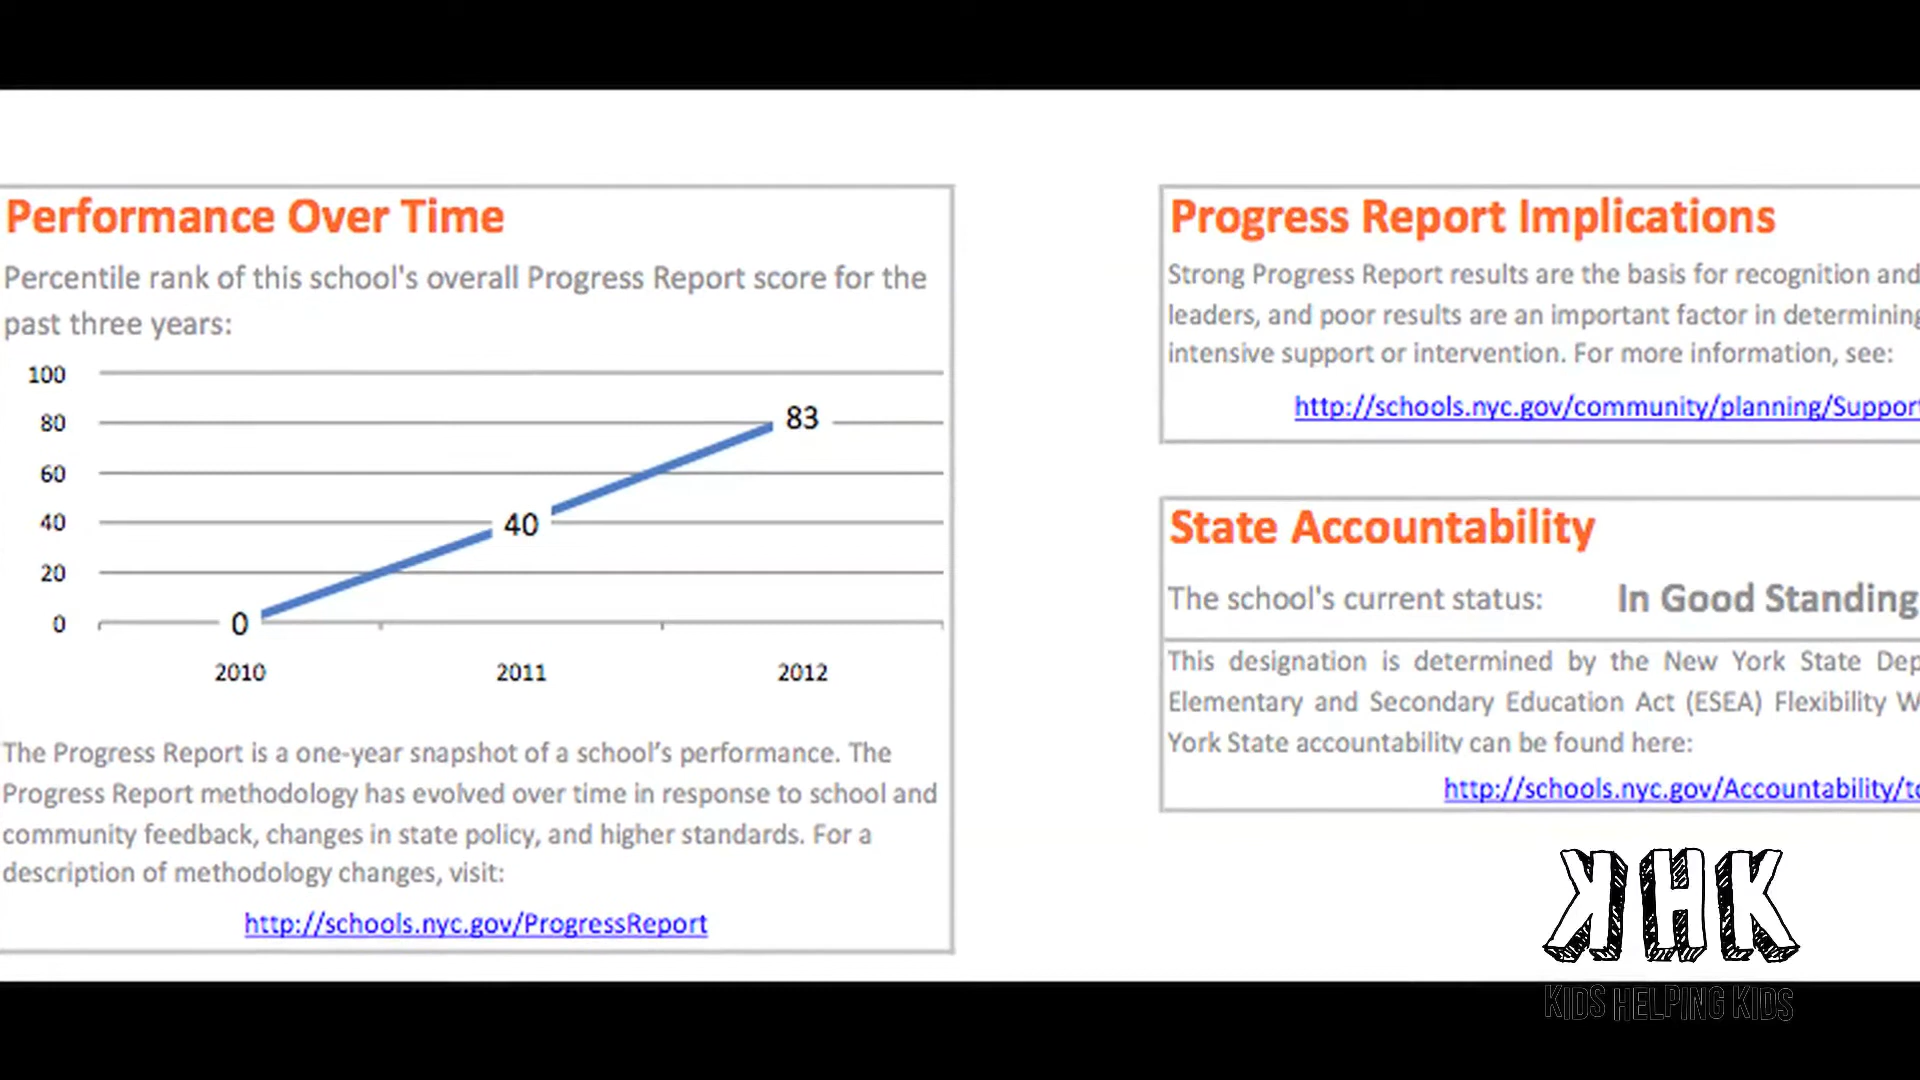 Performance Over Time
Percentile rank of this school's overall Progress Report score for the
past three years:
100
80
60
40
20
0
83
40
0
2010
2011
2012
The Progress Report is a one-year snapshot of a school’s performance. The
Progress Report methodology has evolved over time in response to school and
community feedback, changes in state policy, and higher standards. For a
description of methodology changes, visit:
http://schools.nyc.gov/ProgressReport
Progress Report Implications
Strong Progress Report results are the basis for recognition and
leaders, and poor results are an important factor in determining
intensive support or intervention. For more information, see:
http://schools.nyc.gov/community/planning/Support
State Accountability
The school's current status: In Good Standing
This designation is determined by the New York State Dep
Elementary and Secondary Education Act (ESEA) Flexibility W
York State accountability can be found here:
http://schools.nyc.gov/Accountability/to
KHK
KIDS HELPING KIDS